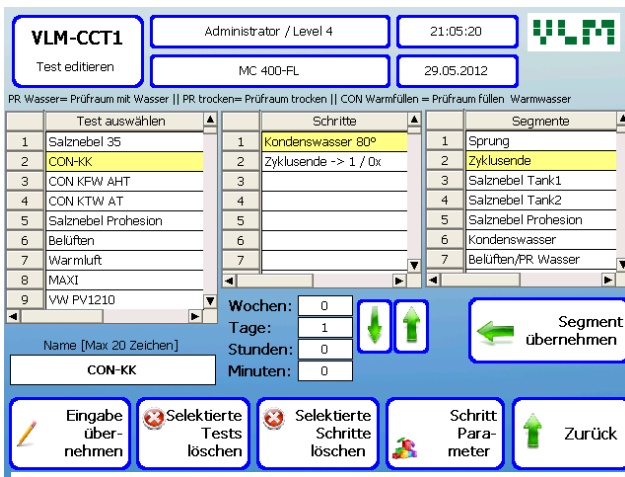 VLM-CCT1
Test editieren
Administrator / Level 4
21:05:20
VLM
MC 400-FL
29.05.2012
PR Wasser= Prüfraum mit Wasser || PR trocken= Prüfraum trocken || CON Warmfüllen = Prüfraum füllen Warmwasser
Test auswählen
1 Salznebel 35
2 CON-KK
3 CON KFW AHT
4 CON KTW AT
5 Salznebel Prohesion
6 Belüften
7 Warmluft
8 MAXI
9 VW PV1210
Schritte
1 Kondenswasser 80º
2 Zyklusende -> 1 / 0x
3
4
5
6
7
Segmente
1 Sprung
2 Zyklusende
3 Salznebel Tank1
4 Salznebel Tank2
5 Salznebel Prohesion
6 Kondenswasser
7 Belüften/PR Wasser
Name [Max 20 Zeichen]
CON-KK
Wochen: 0
Tage: 1
Stunden: 0
Minuten: 0
Segment
übernehmen
Eingabe
über-
nehmen
Selektierte
Tests
löschen
Selektierte
Schritte
löschen
Schritt
Para-
meter
Zurück